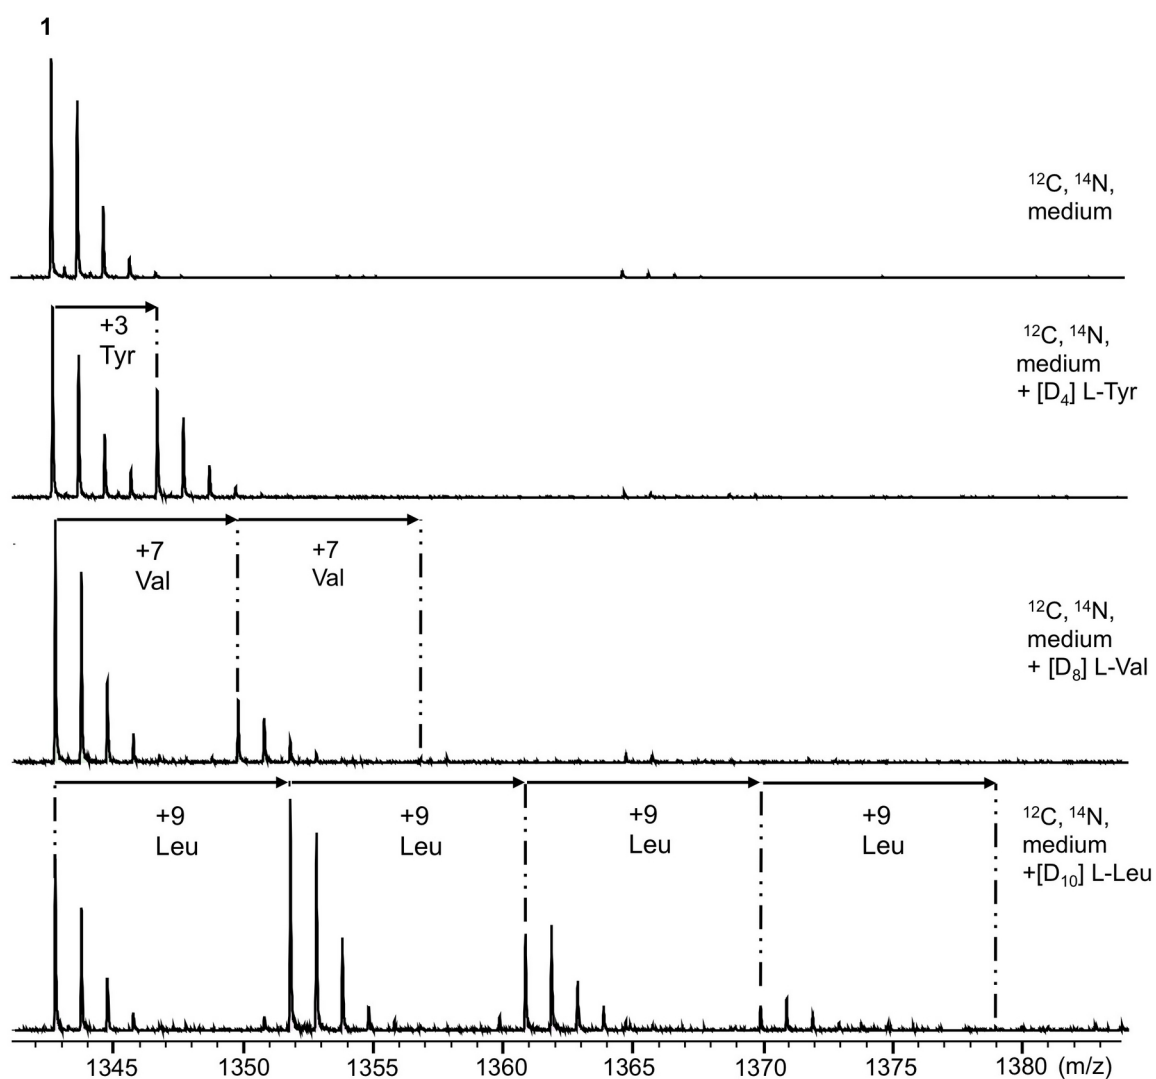 1
¹²C, ¹⁴N,
medium
+3
Tyr
¹²C, ¹⁴N,
medium
+ [D₄] L-Tyr
+7
Val
+7
Val
¹²C, ¹⁴N,
medium
+ [D₈] L-Val
+9
Leu
+9
Leu
+9
Leu
+9
Leu
¹²C, ¹⁴N,
medium
+[D₁₀] L-Leu
1345 1350 1355 1360 1365 1370 1375 1380 (m/z)